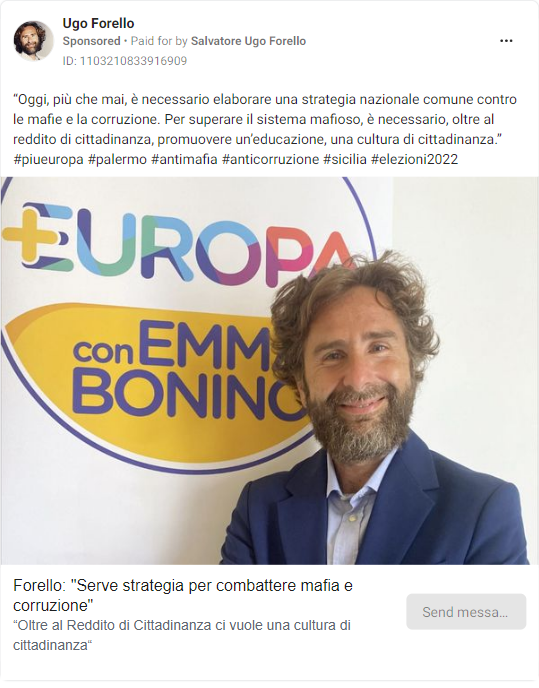 Ugo Forello
Sponsored • Paid for by Salvatore Ugo Forello
ID: 1103210833916909
“Oggi, più che mai, è necessario elaborare una strategia nazionale comune contro
le mafie e la corruzione. Per superare il sistema mafioso, è necessario, oltre al
reddito di cittadinanza, promuovere un’educazione, una cultura di cittadinanza.”
#piueuropa #palermo #antimafia #anticorruzione #sicilia #elezioni2022
+EUROPA
con EMM
BONINO
Forello: "Serve strategia per combattere mafia e
corruzione"
“Oltre al Reddito di Cittadinanza ci vuole una cultura di
cittadinanza“
Send messa...